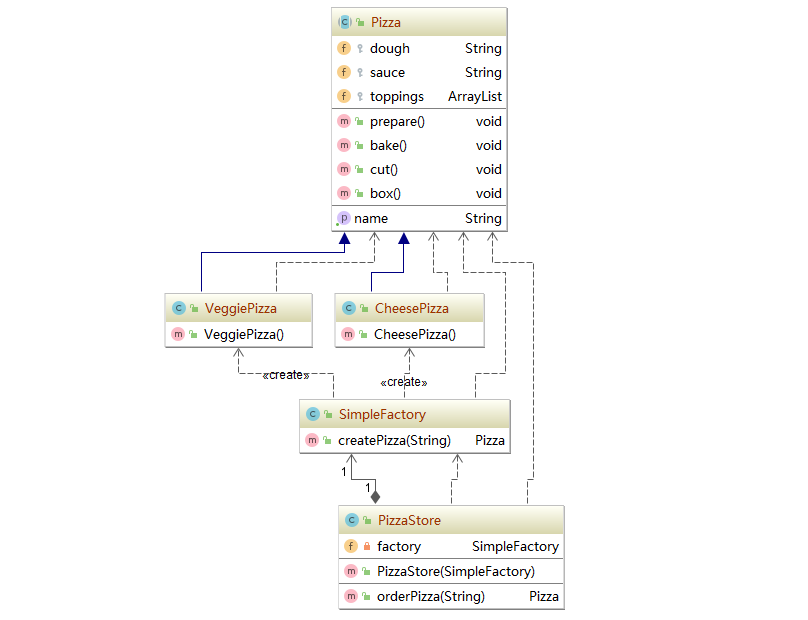 Pizza
dough String
sauce String
toppings ArrayList
prepare() void
bake() void
cut() void
box() void
name String
VeggiePizza
VeggiePizza()
CheesePizza
CheesePizza()
«create»
«create»
SimpleFactory
createPizza(String) Pizza
1
1
PizzaStore
factory SimpleFactory
PizzaStore(SimpleFactory)
orderPizza(String) Pizza